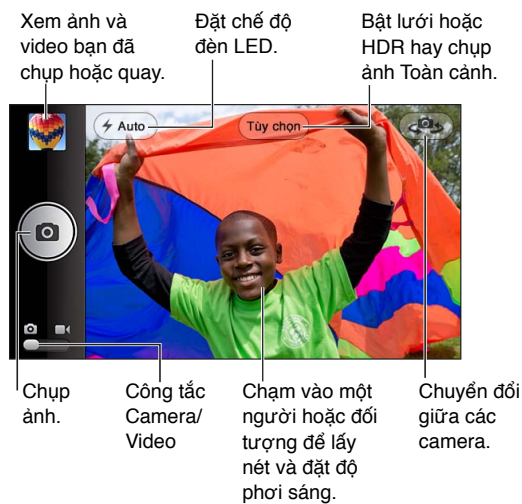 Xem ảnh và
video bạn đã
chụp hoặc quay.
Đặt chế độ
đèn LED.
Bật lưới hoặc
HDR hay chụp
ảnh Toàn cảnh.
Auto
Tùy chọn
Chụp
ảnh.
Công tắc
Camera/
Video
Chạm vào một
người hoặc đối
tượng để lấy
nét và đặt độ
phơi sáng.
Chuyển đổi
giữa các
camera.